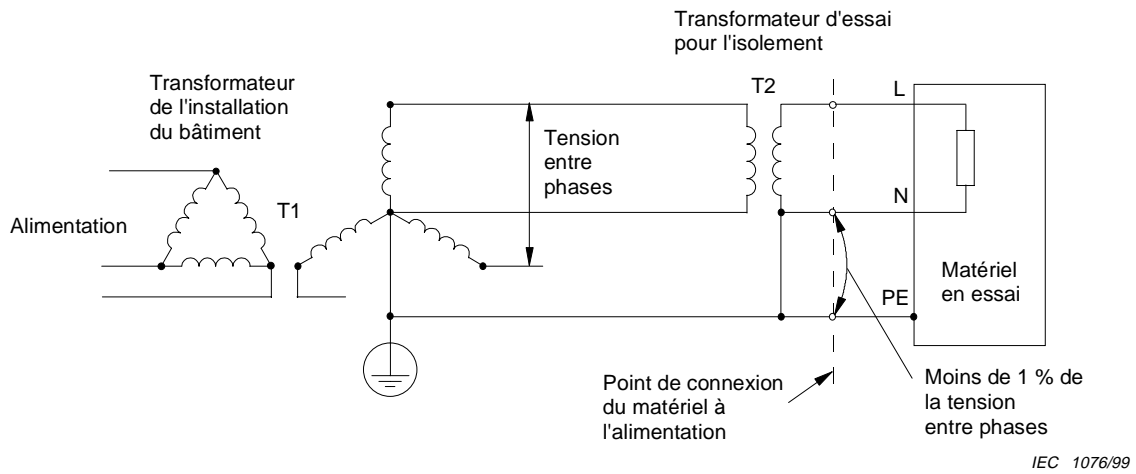 Transformateur d'essai
pour l'isolement
Transformateur
de l'installation
du bâtiment
T2
L
Tension
entre
phases
T1
N
Alimentation
Matériel
en essai
PE
Point de connexion
du matériel à
l'alimentation
Moins de 1 % de
la tension
entre phases
IEC 1076/99